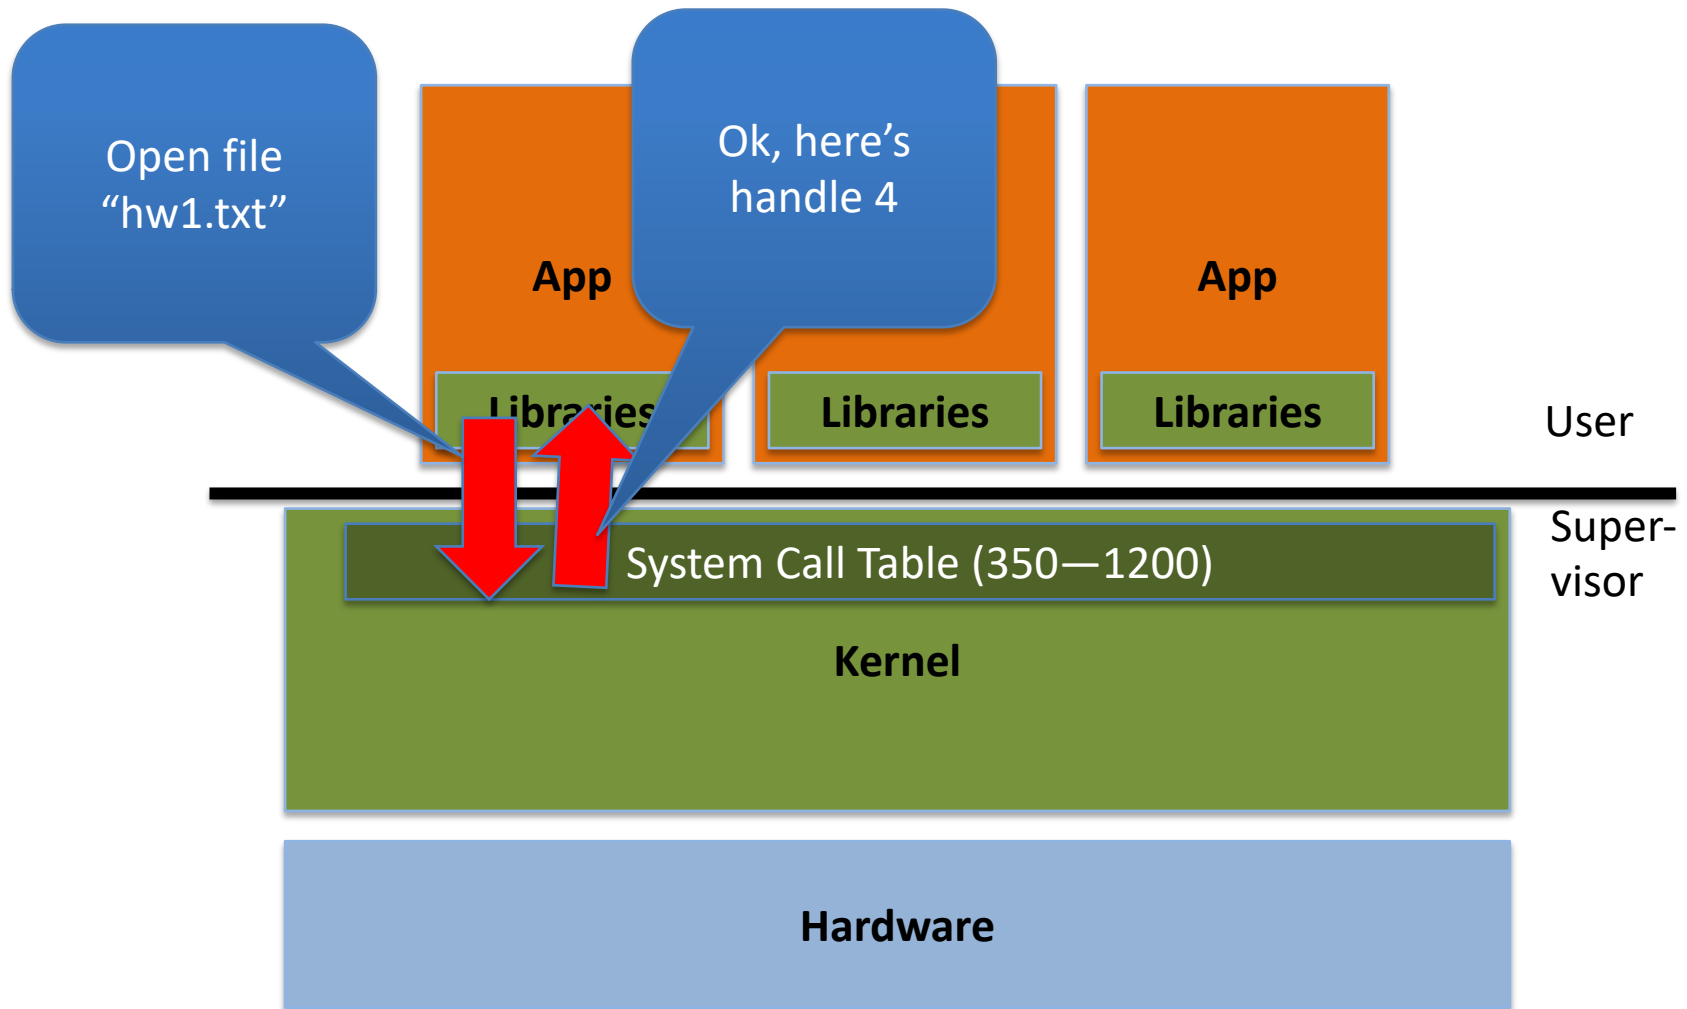 Open file
“hw1.txt”
Ok, here’s
handle 4
App
App
Libraries
Libraries
Libraries
User
Super-
visor
System Call Table (350—1200)
Kernel
Hardware